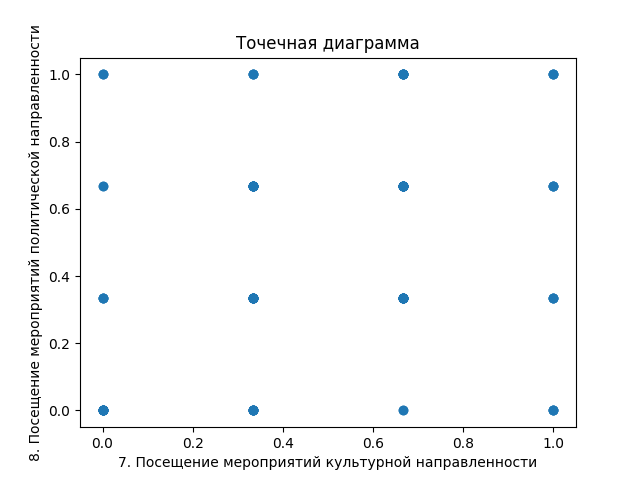 Точечная диаграмма
8. Посещение мероприятий политической направленности
1.0
0.8
0.6
0.4
0.2
0.0
0.0 0.2 0.4 0.6 0.8 1.0
7. Посещение мероприятий культурной направленности